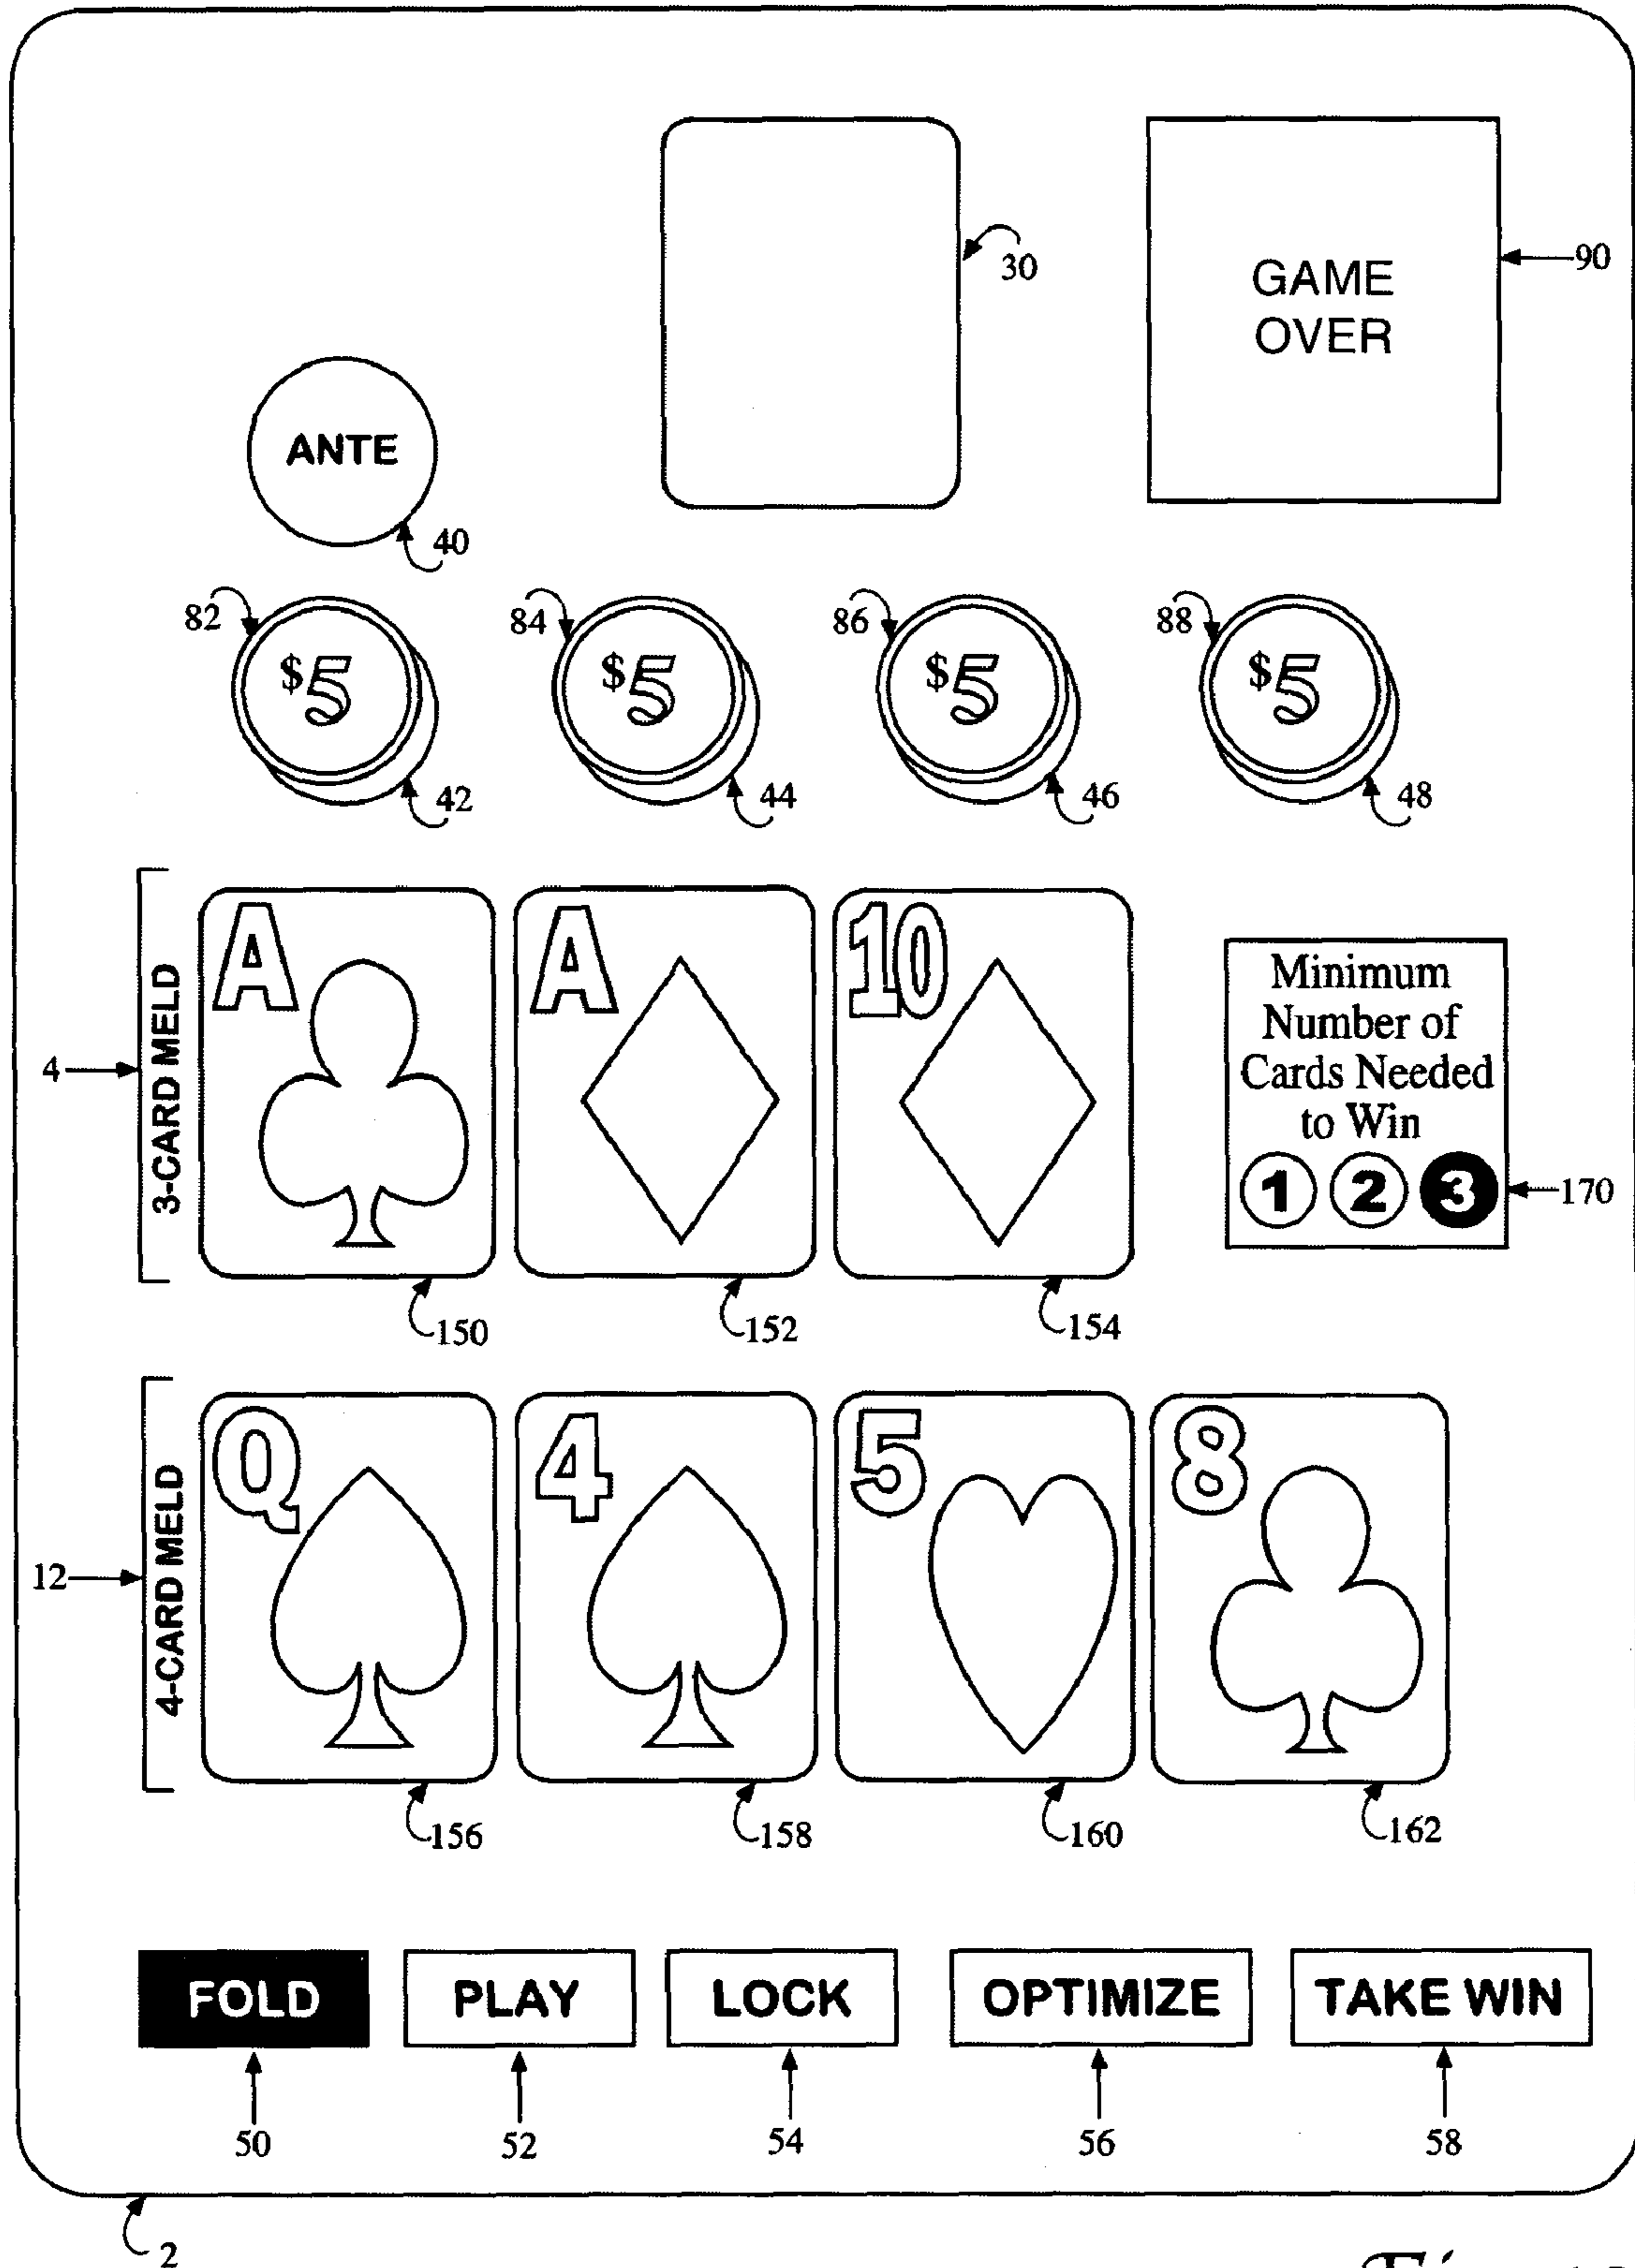 30
GAME
OVER
90
ANTE
40
82
$5
42
84
$5
44
86
$5
46
88
$5
48
4
3-CARD MELD
A
A
10
150
152
154
Minimum
Number of
Cards Needed
to Win
1 2 3
170
12
4-CARD MELD
Q
4
5
8
156
158
160
162
FOLD
PLAY
LOCK
OPTIMIZE
TAKE WIN
50
52
54
56
58
2